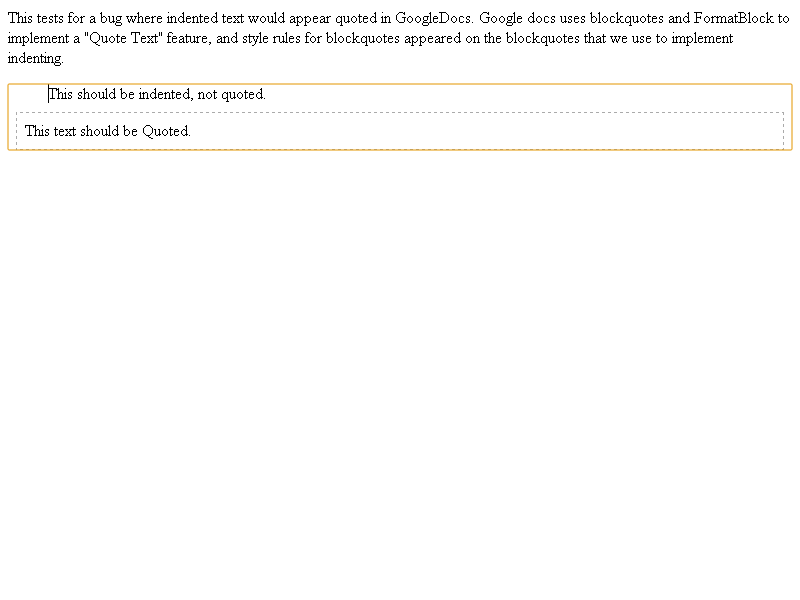 This tests for a bug where indented text would appear quoted in GoogleDocs. Google docs uses blockquotes and FormatBlock to
implement a "Quote Text" feature, and style rules for blockquotes appeared on the blockquotes that we use to implement
indenting.
This should be indented, not quoted.
This text should be Quoted.